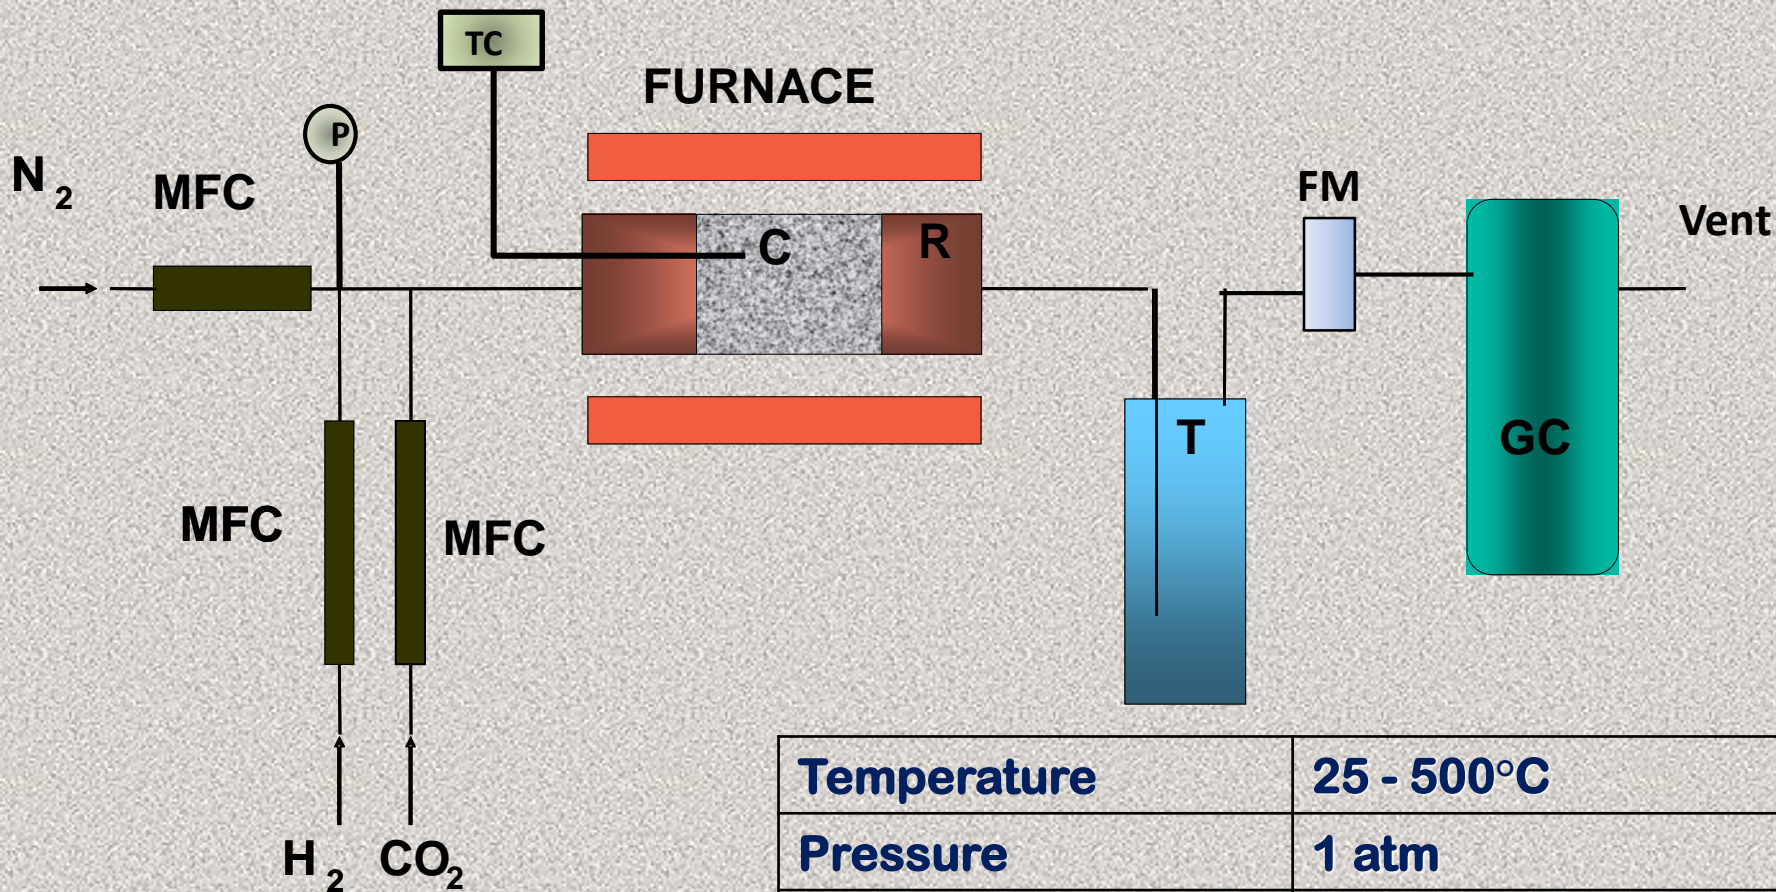 TC
FURNACE
P
N2
MFC
FM
Vent
C
R
T
GC
MFC
MFC
H2
CO2
Temperature 25 - 500°C
Pressure 1 atm